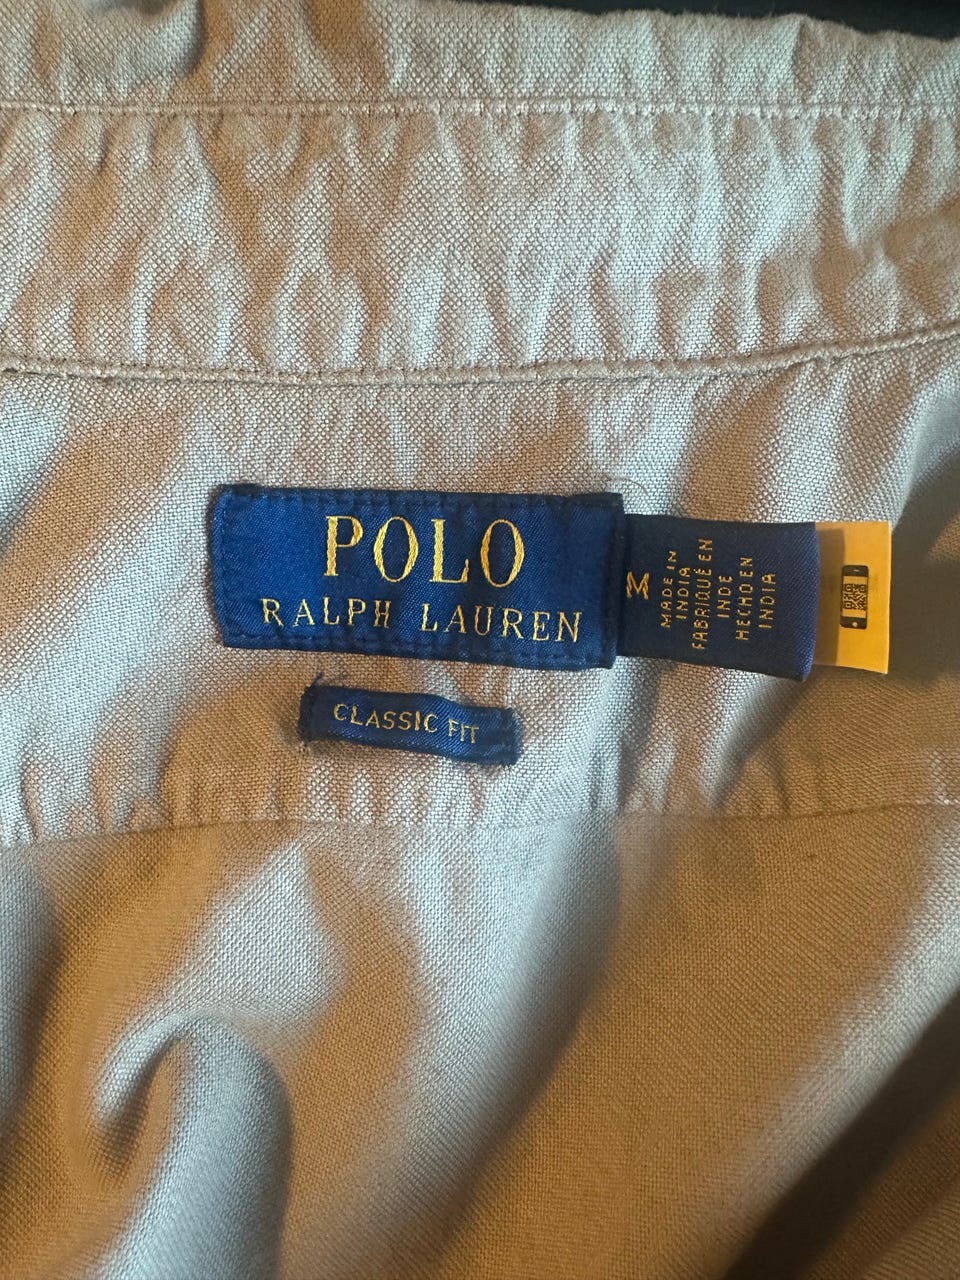 POLO
RALPH LAUREN
M
MADE IN
INDIA
FABRIQUÉ EN
INDE
HECHO EN
INDIA
CLASSIC FIT